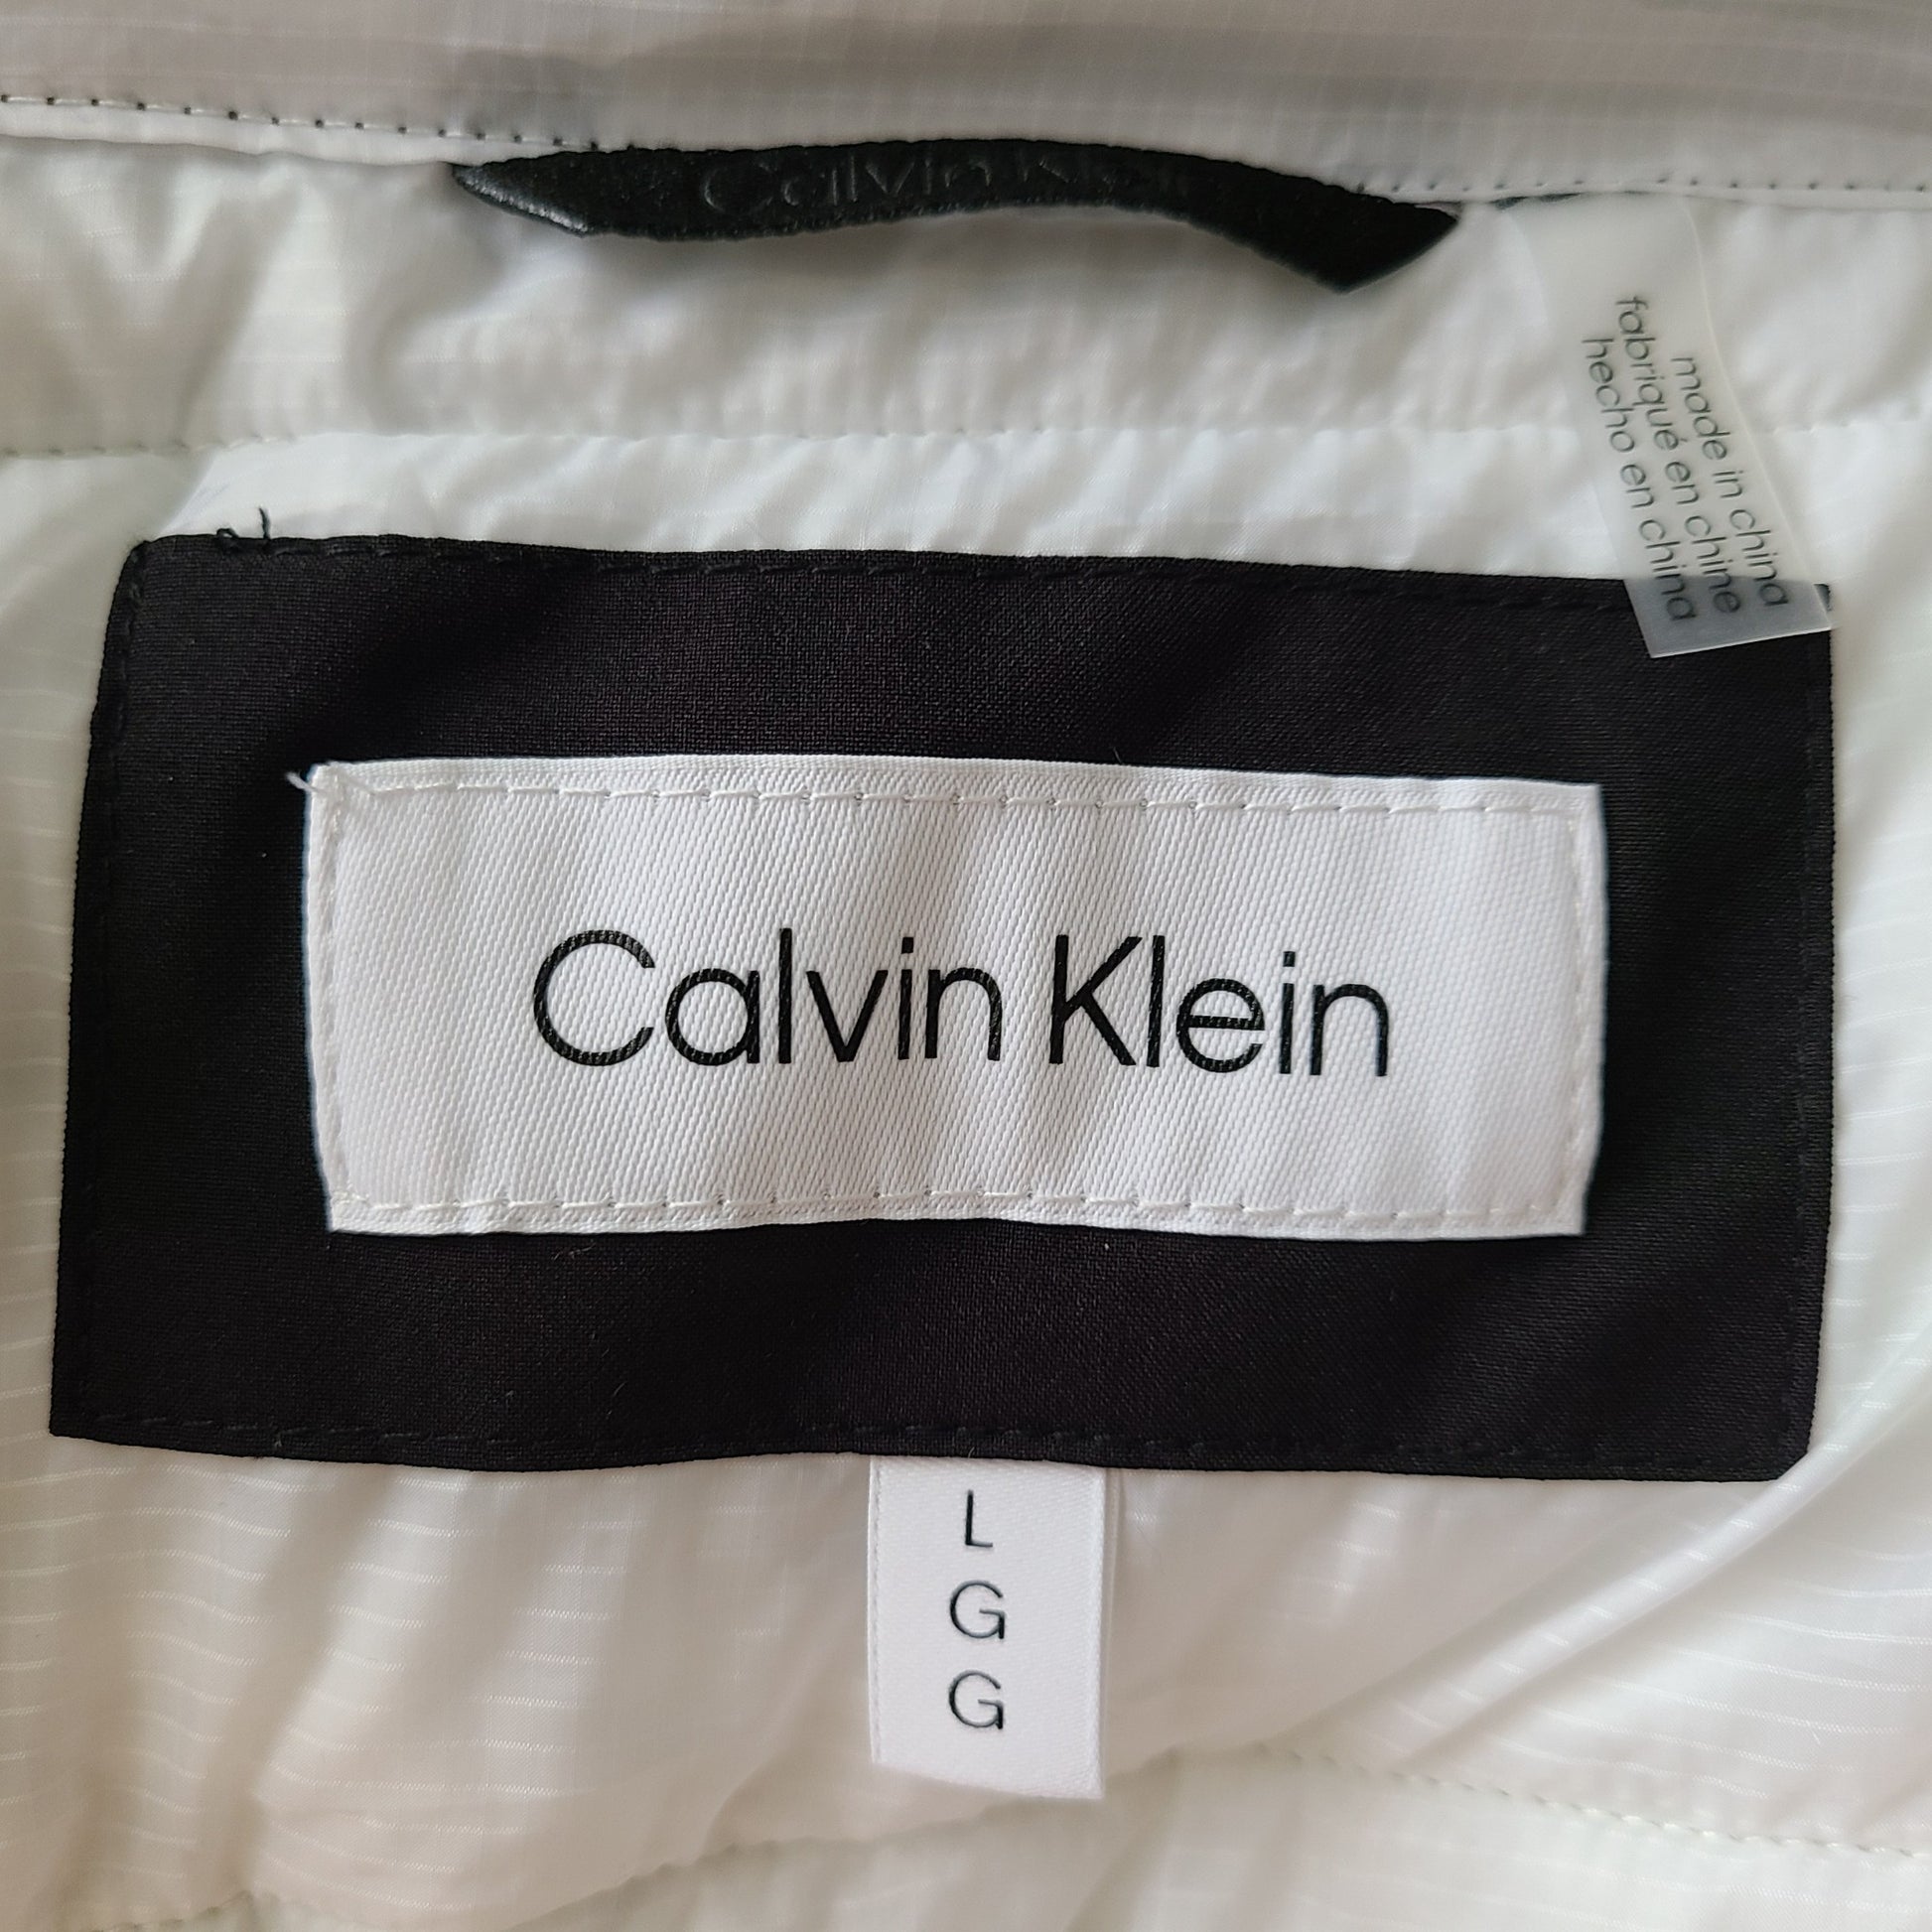 Calvin Klein
made in china
fabriqué en chine
hecho en china
Calvin Klein
L
G
G